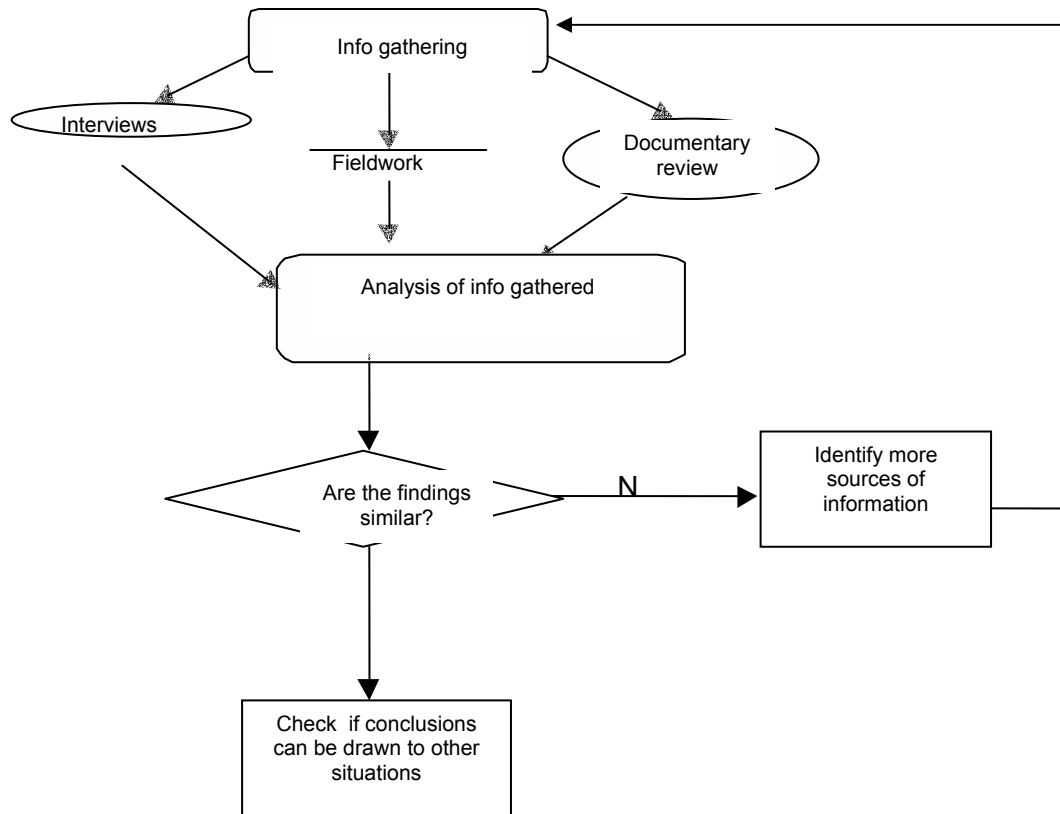 Info gathering
Interviews
Fieldwork
Documentary
review
Analysis of info gathered
Are the findings
similar?
N
Identify more
sources of
information
Check if conclusions
can be drawn to other
situations